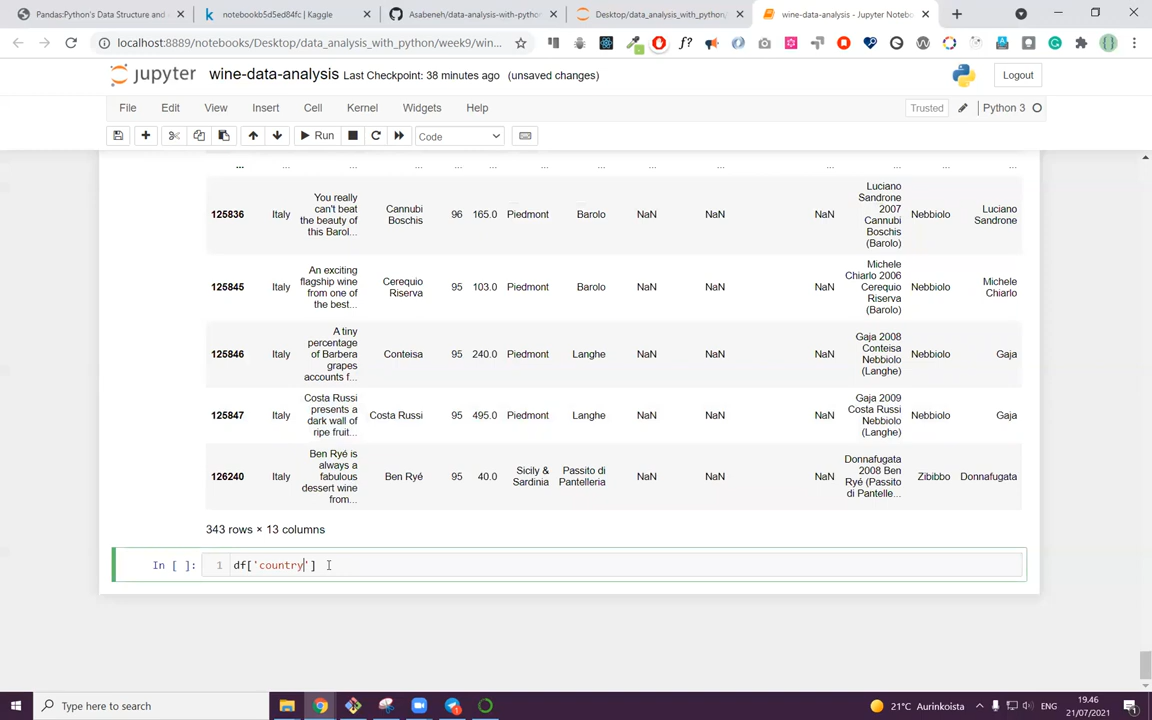 Pandas:Python's Data Structure and
notebookb5d5ed84fc | Kaggle
Asabeneh/data-analysis-with-python
Desktop/data_analysis_with_python/
wine-data-analysis - Jupyter Notebo
localhost:8889/notebooks/Desktop/data_analysis_with_python/week9/win...
jupyter wine-data-analysis Last Checkpoint: 38 minutes ago (unsaved changes)
Logout
File Edit View Insert Cell Kernel Widgets Help
Trusted
Python 3
Run
Code
... ... ... ... ... ... ... ... ... ... ... ... ... ...
125836 Italy
You really
can't beat
the beauty of
this Barol...
Cannubi
Boschis
96 165.0 Piedmont Barolo NaN NaN NaN
Luciano
Sandrone
2007
Cannubi
Boschis
(Barolo)
Nebbiolo
Luciano
Sandrone
125845 Italy
An exciting
flagship wine
from one of
the best...
Cerequio
Riserva
95 103.0 Piedmont Barolo NaN NaN NaN
Michele
Chiarlo 2006
Cerequio
Riserva
(Barolo)
Nebbiolo
Michele
Chiarlo
125846 Italy
A tiny
percentage
of Barbera
grapes
accounts f...
Conteisa
95 240.0 Piedmont Langhe NaN NaN NaN
Gaja 2008
Conteisa
Nebbiolo
(Langhe)
Nebbiolo
Gaja
125847 Italy
Costa Russi
presents a
dark wall of
ripe fruit...
Costa Russi
95 495.0 Piedmont Langhe NaN NaN NaN
Gaja 2009
Costa Russi
Nebbiolo
(Langhe)
Nebbiolo
Gaja
126240 Italy
Ben Ryé is
always a
fabulous
dessert wine
from...
Ben Ryé
95 40.0
Sicily &
Sardinia
Passito di
Pantelleria
NaN NaN NaN
Donnafugata
2008 Ben
Ryé (Passito
di Pantelle...
Zibibbo
Donnafugata
343 rows × 13 columns
In [ ]:
1 df['country']
Type here to search
21°C Aurinkoista
ENG
19.46
21/07/2021